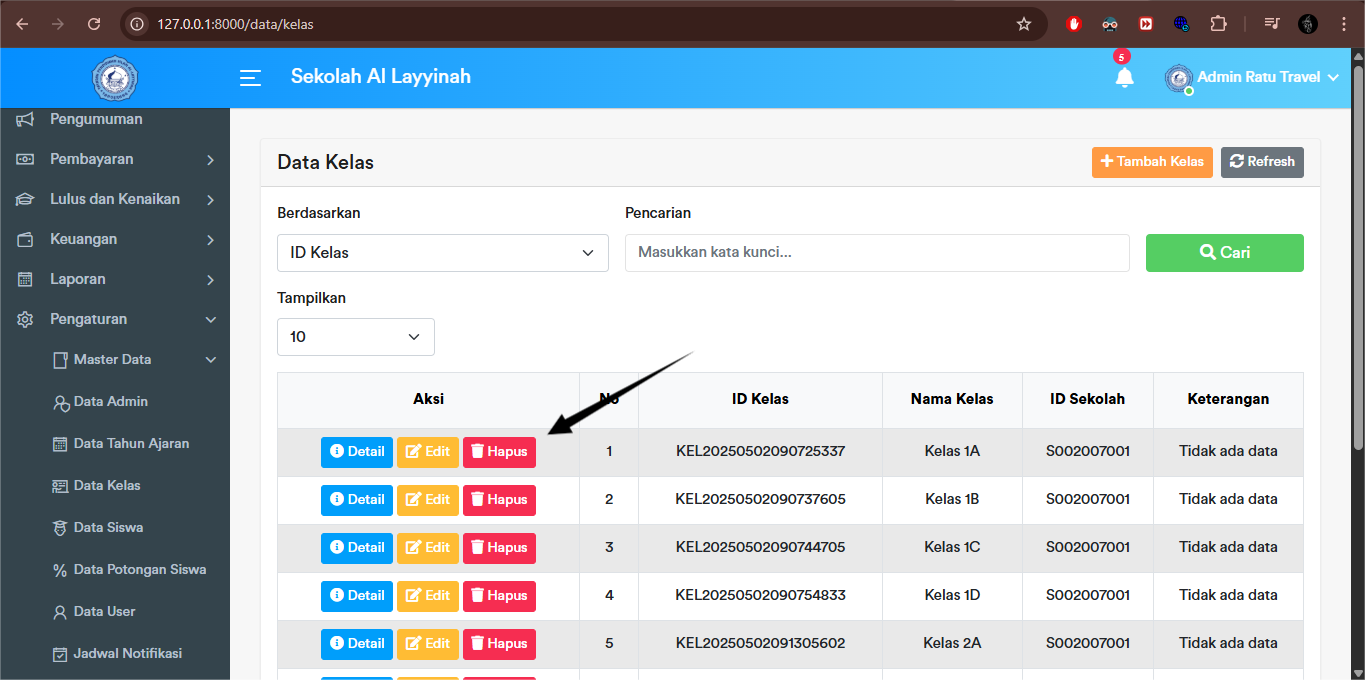 127.0.0.1:8000/data/kelas
Sekolah Al Layyinah
5
Admin Ratu Travel
Pengumuman
Pembayaran
Lulus dan Kenaikan
Keuangan
Laporan
Pengaturan
Master Data
Data Admin
Data Tahun Ajaran
Data Kelas
Data Siswa
Data Potongan Siswa
Data User
Jadwal Notifikasi
Data Kelas
Tambah Kelas
Refresh
Berdasarkan
Pencarian
ID Kelas
Masukkan kata kunci...
Cari
Tampilkan
10
Aksi No ID Kelas Nama Kelas ID Sekolah Keterangan
Detail Edit Hapus 1 KEL20250502090725337 Kelas 1A S002007001 Tidak ada data
Detail Edit Hapus 2 KEL20250502090737605 Kelas 1B S002007001 Tidak ada data
Detail Edit Hapus 3 KEL20250502090744705 Kelas 1C S002007001 Tidak ada data
Detail Edit Hapus 4 KEL20250502090754833 Kelas 1D S002007001 Tidak ada data
Detail Edit Hapus 5 KEL20250502091305602 Kelas 2A S002007001 Tidak ada data